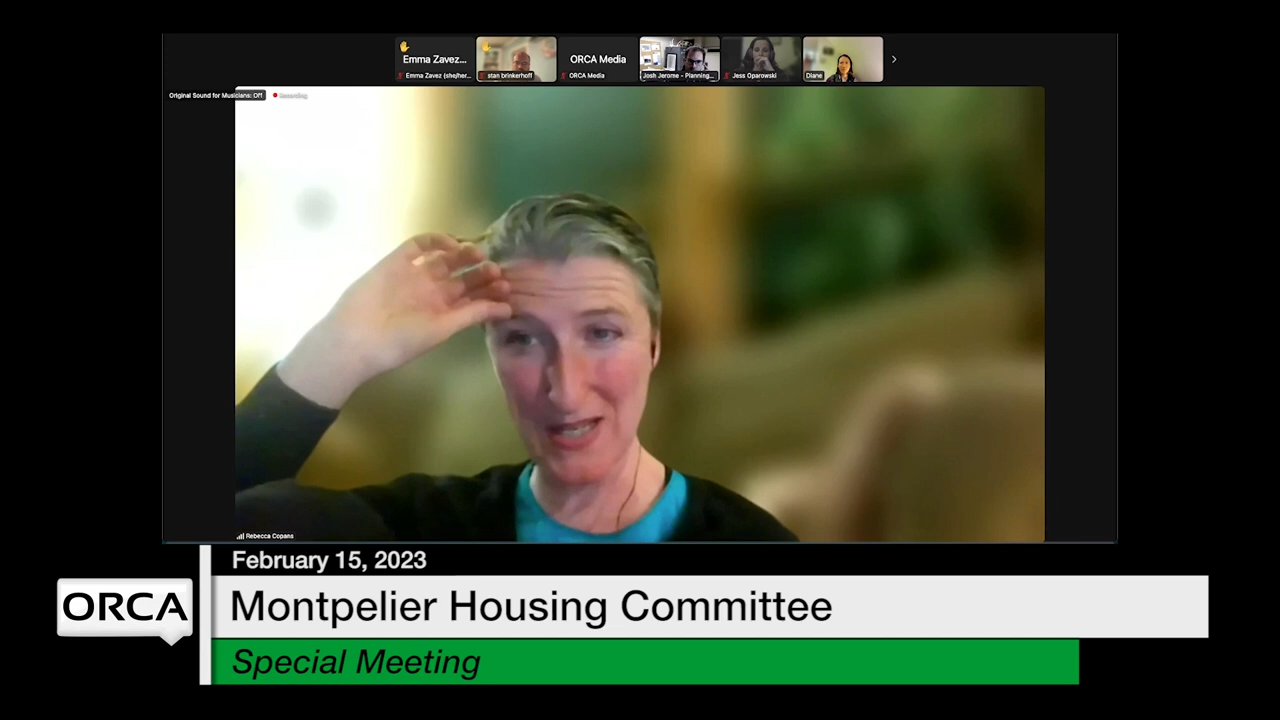 Emma Zavez...
ORCA Media
Emma Zavez (she/her...
stan brinkerhoff
ORCA Media
Josh Jerome - Planning...
Jess Oparowski
Diane
Original Sound for Musicians: Off
Recording
Rebecca Copans
February 15, 2023
ORCA
Montpelier Housing Committee
Special Meeting